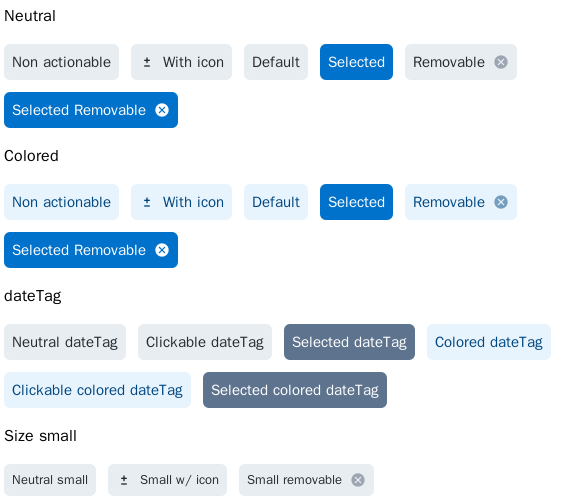 Neutral
Non actionable ± With icon Default Selected Removable
Selected Removable
Colored
Non actionable ± With icon Default Selected Removable
Selected Removable
dateTag
Neutral dateTag Clickable dateTag Selected dateTag Colored dateTag
Clickable colored dateTag Selected colored dateTag
Size small
Neutral small ± Small w/ icon Small removable